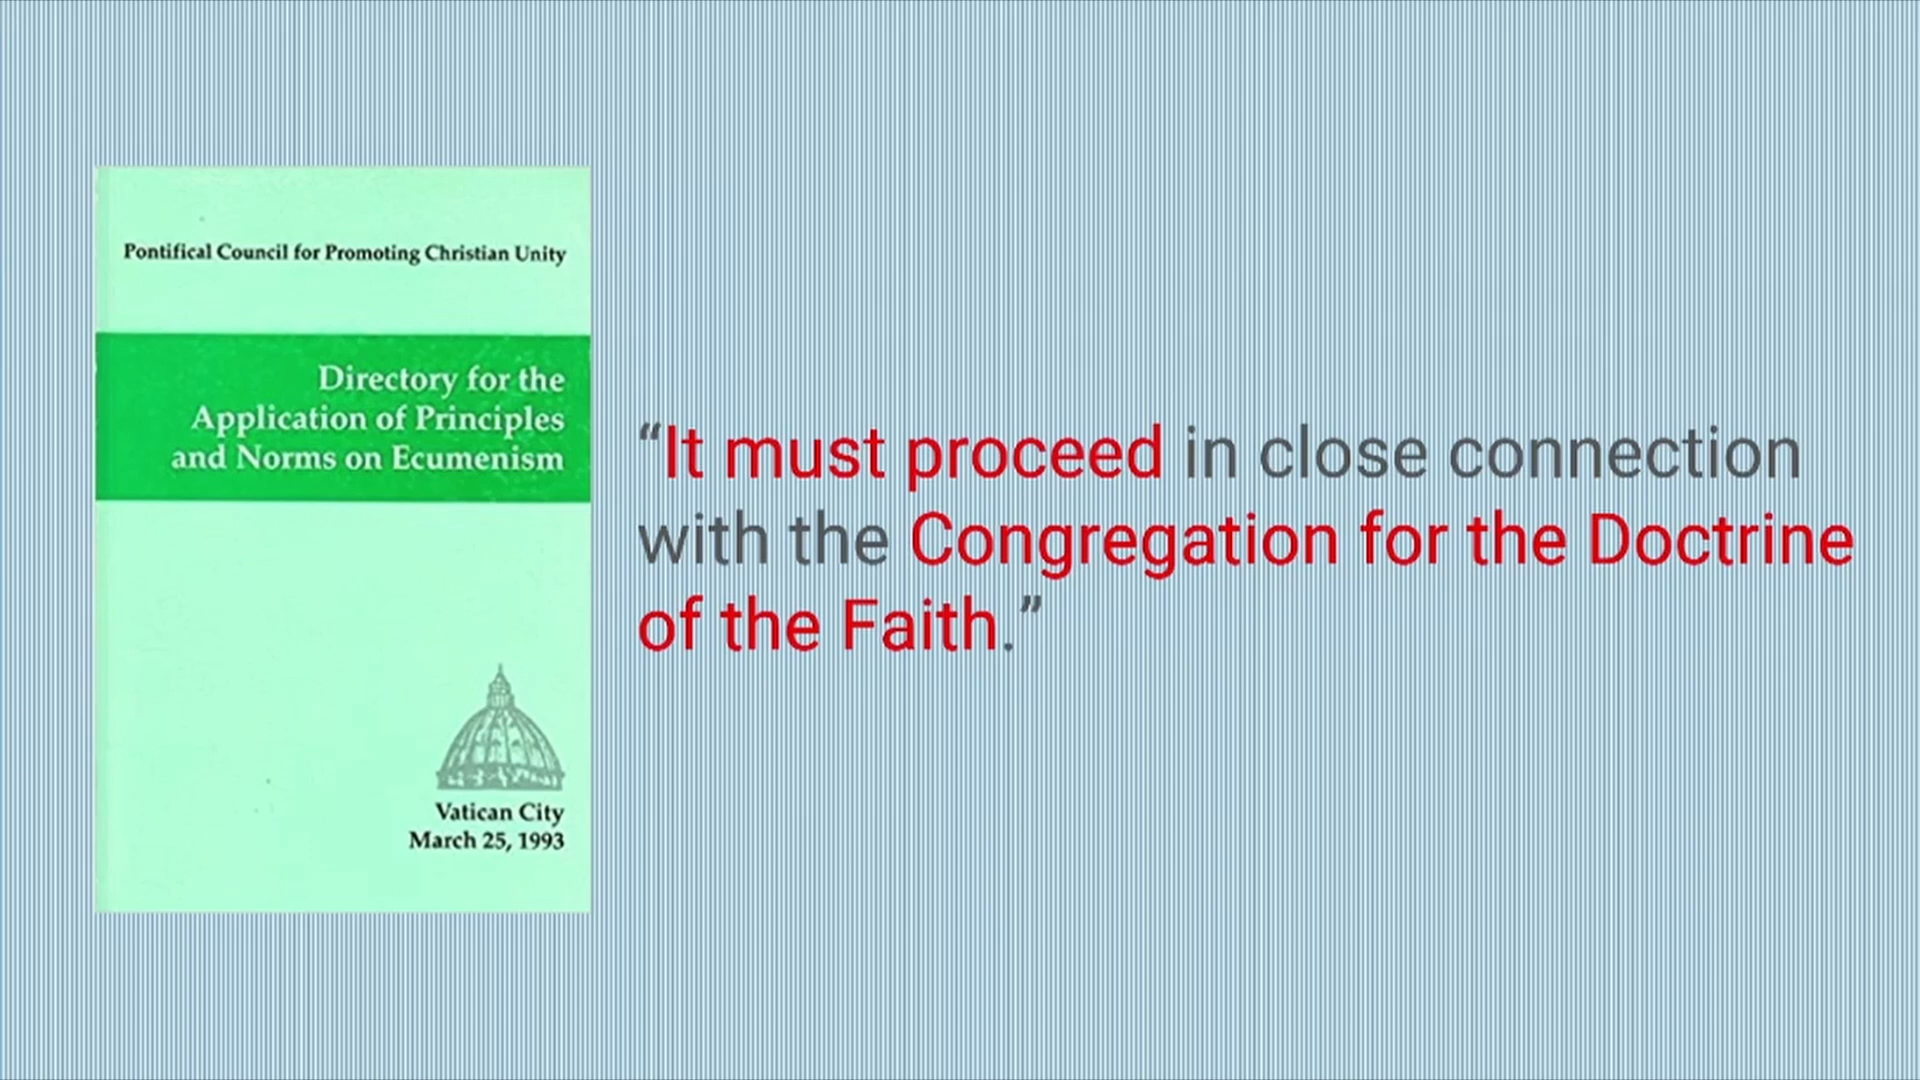 Pontifical Council for Promoting Christian Unity
Directory for the
Application of Principles
and Norms on Ecumenism
Vatican City
March 25, 1993
“It must proceed in close connection
with the Congregation for the Doctrine
of the Faith.”